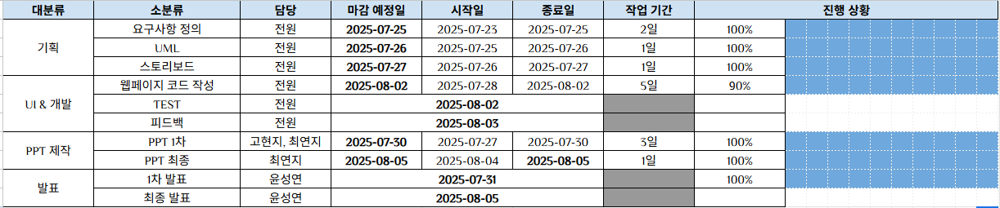 대분류 소분류 담당 마감 예정일 시작일 종료일 작업 기간 진행 상황
기획 요구사항 정의 전원 2025-07-25 2025-07-23 2025-07-25 2일 100%
UML 전원 2025-07-26 2025-07-25 2025-07-26 1일 100%
스토리보드 전원 2025-07-27 2025-07-26 2025-07-27 1일 100%
UI & 개발 웹페이지 코드 작성 전원 2025-08-02 2025-07-28 2025-08-02 5일 90%
TEST 전원 2025-08-02
피드백 전원 2025-08-03
PPT 제작 PPT 1차 고현지, 최연지 2025-07-30 2025-07-27 2025-07-30 3일 100%
PPT 최종 최연지 2025-08-05 2025-08-04 2025-08-05 1일 100%
발표 1차 발표 윤성연 2025-07-31 100%
최종 발표 윤성연 2025-08-05